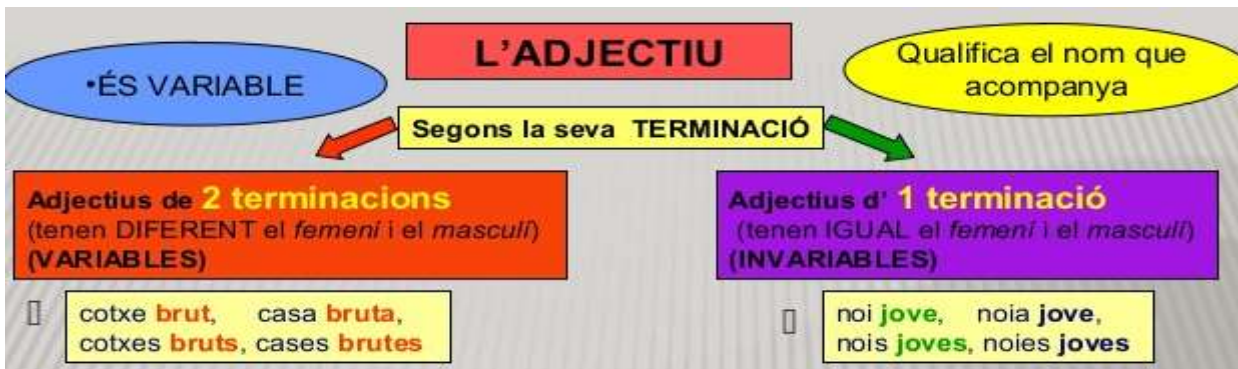 L'ADJECTIU
•ÉS VARIABLE
Qualifica el nom que
acompanya
Segons la seva TERMINACIÓ
Adjectius de 2 terminacions
(tenen DIFERENT el femení i el masculí)
(VARIABLES)
Adjectius d' 1 terminació
(tenen IGUAL el femení i el masculí)
(INVARIABLES)
cotxe brut, casa bruta,
cotxes bruts, cases brutes
noi jove, noia jove,
nois joves, noies joves